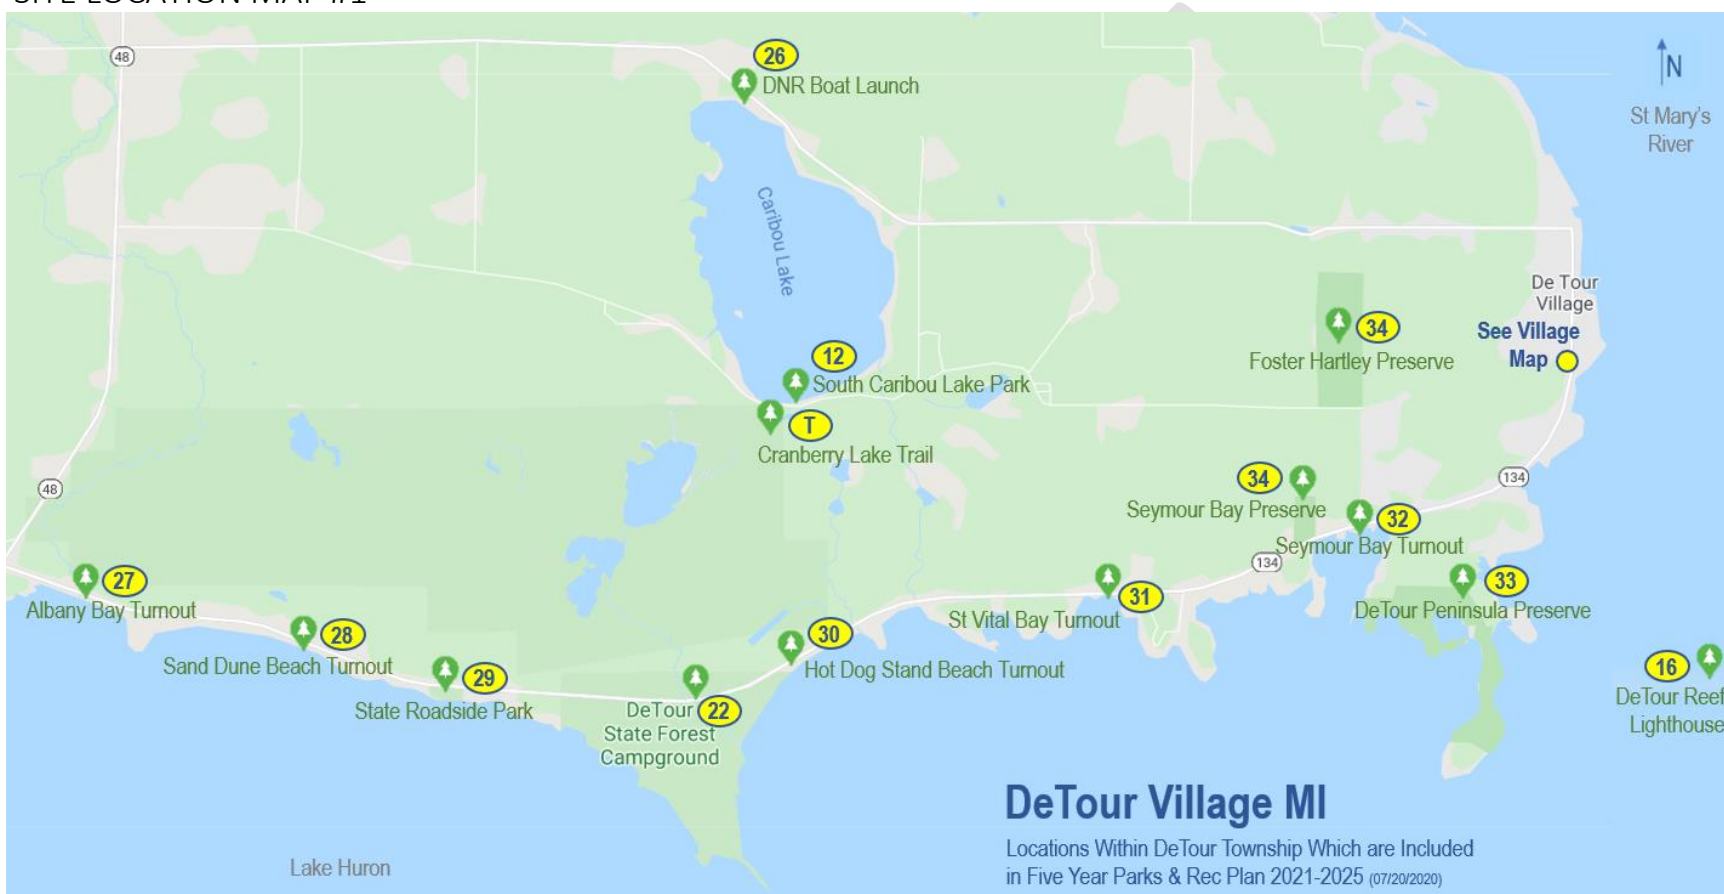 SITE LOCATION MAP #1
48
26
DNR Boat Launch
N
St Mary's
River
Caribou Lake
De Tour
Village
See Village
Map
34
Foster Hartley Preserve
12
South Caribou Lake Park
T
Cranberry Lake Trail
48
134
34
Seymour Bay Preserve
32
Seymour Bay Turnout
134
27
Albany Bay Turnout
33
DeTour Peninsula Preserve
31
St Vital Bay Turnout
28
Sand Dune Beach Turnout
30
Hot Dog Stand Beach Turnout
29
State Roadside Park
16
DeTour Reef
Lighthouse
22
DeTour
State Forest
Campground
DeTour Village MI
Locations Within DeTour Township Which are Included
in Five Year Parks & Rec Plan 2021-2025 (07/20/2020)
Lake Huron